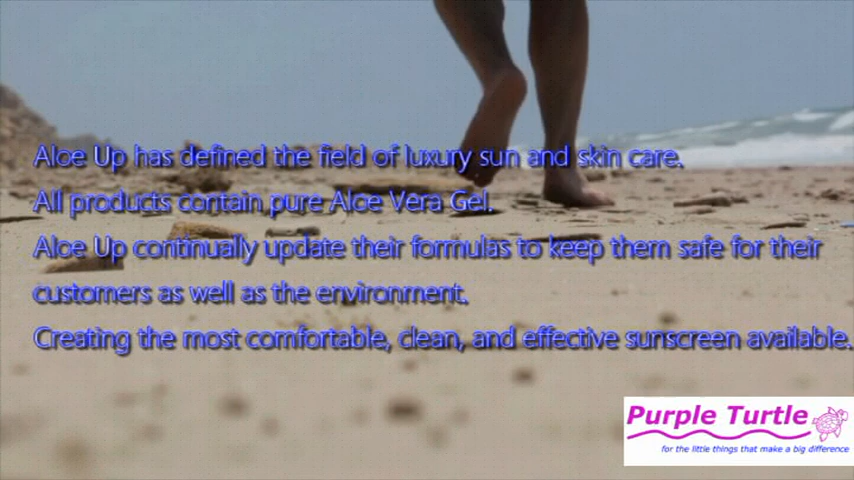 Aloe Up has defined the field of luxury sun and skin care.
All products contain pure Aloe Vera Gel.
Aloe Up continually update their formulas to keep them safe for their
customers as well as the environment.
Creating the most comfortable, clean, and effective sunscreen available.
Purple Turtle
for the little things that make a big difference